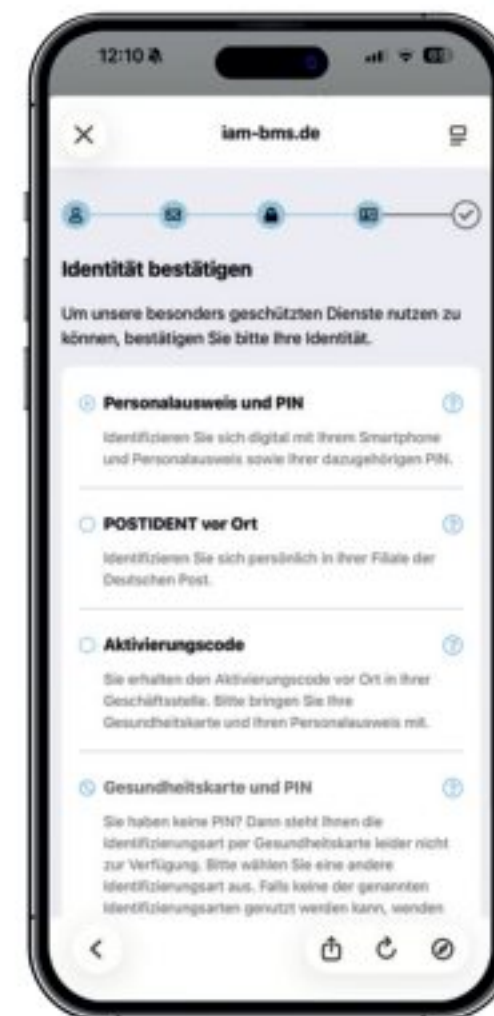 12:10
iam-bms.de
Identität bestätigen
Um unsere besonders geschützten Dienste nutzen zu
können, bestätigen Sie bitte Ihre Identität.
Personalausweis und PIN
Identifizieren Sie sich digital mit Ihrem Smartphone
und Personalausweis sowie Ihrer dazugehörigen PIN.
POSTIDENT vor Ort
Identifizieren Sie sich persönlich in Ihrer Filiale der
Deutschen Post.
Aktivierungscode
Sie erhalten den Aktivierungscode vor Ort in Ihrer
Geschäftsstelle. Bitte bringen Sie Ihre
Gesundheitskarte und Ihren Personalausweis mit.
Gesundheitskarte und PIN
Sie haben keine PIN? Dann steht Ihnen die
Identifizierungsart per Gesundheitskarte leider nicht
zur Verfügung. Bitte wählen Sie eine andere
Identifizierungsart aus. Falls keine der genannten
Identifizierungsarten genutzt werden kann, wenden